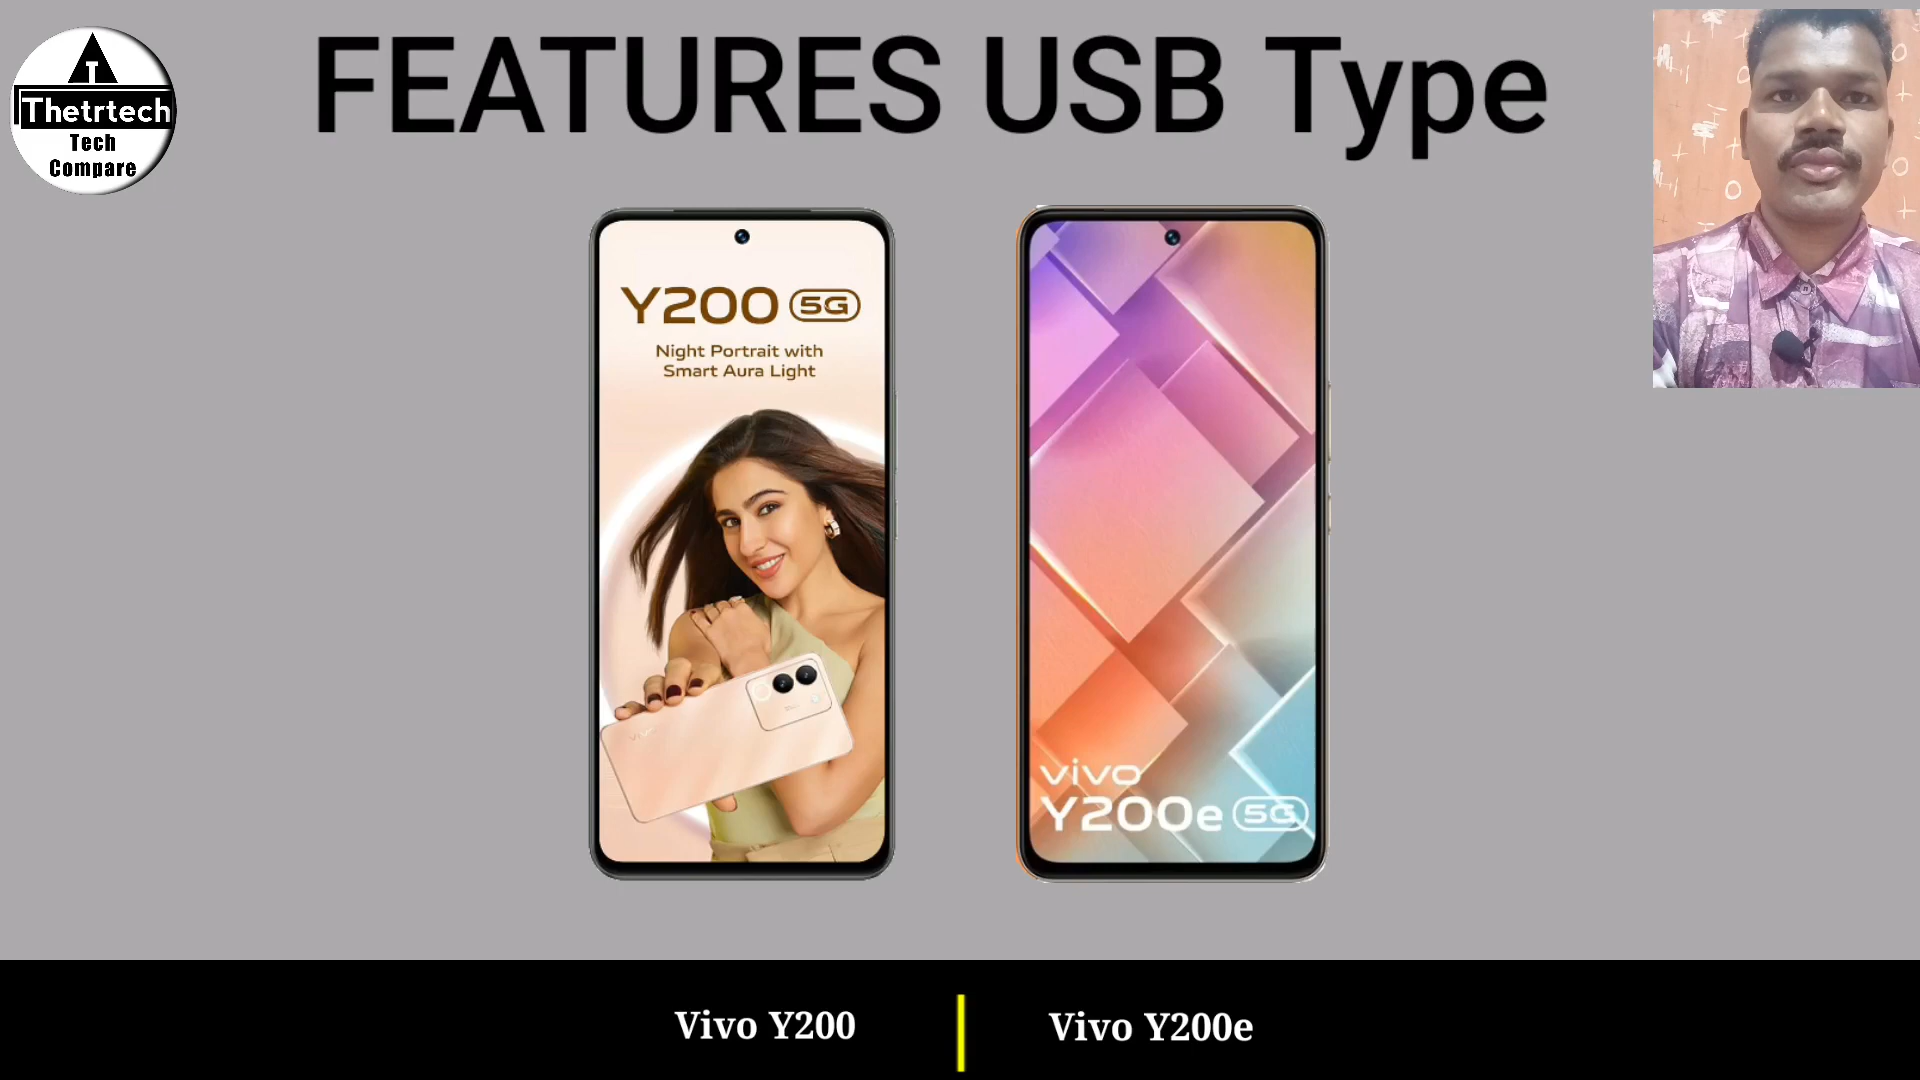 Thetrtech
Tech
Compare
FEATURES USB Type
Y200 5G
Night Portrait with
Smart Aura Light
vivo
vivo
Y200e 5G
Vivo Y200
Vivo Y200e